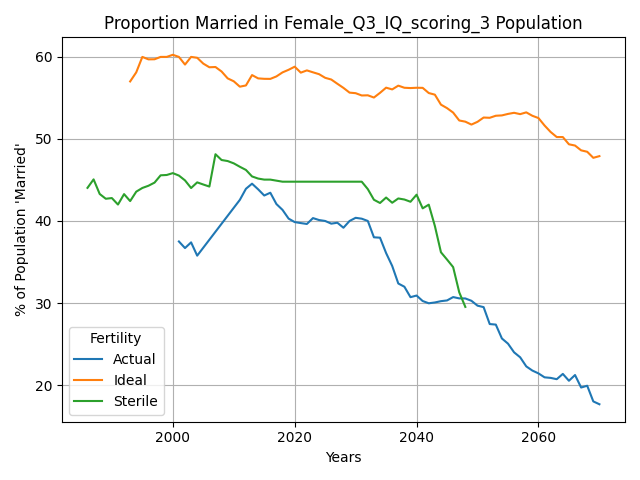 Proportion Married in Female_Q3_IQ_scoring_3 Population
% of Population 'Married'
60
50
40
30
20
Fertility
Actual
Ideal
Sterile
2000 2020 2040 2060
Years